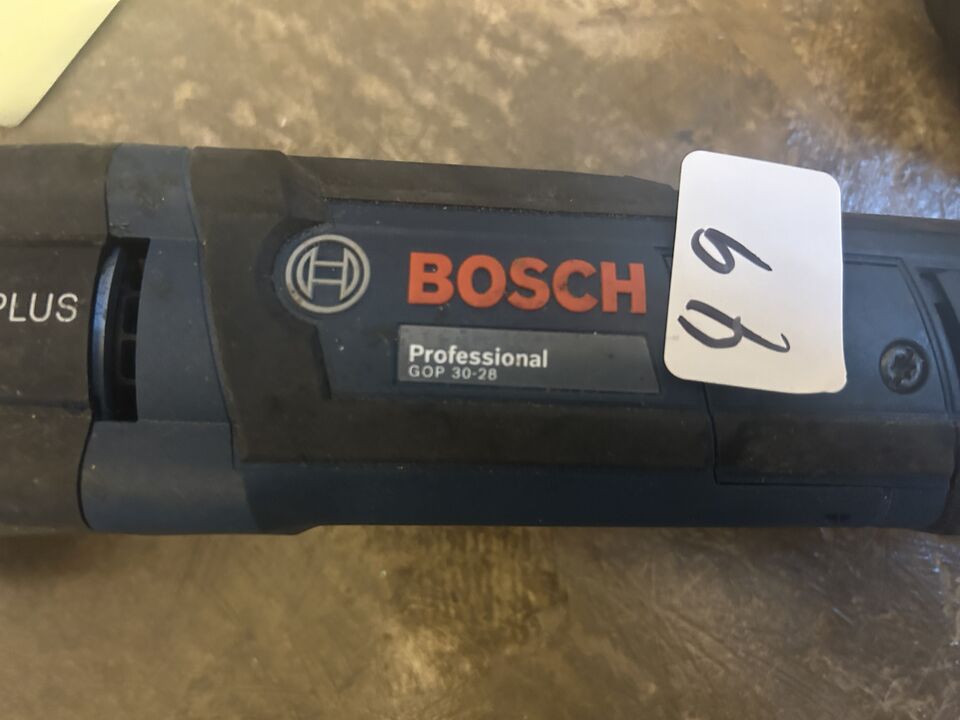 PLUS
BOSCH
Professional
GOP 30-28